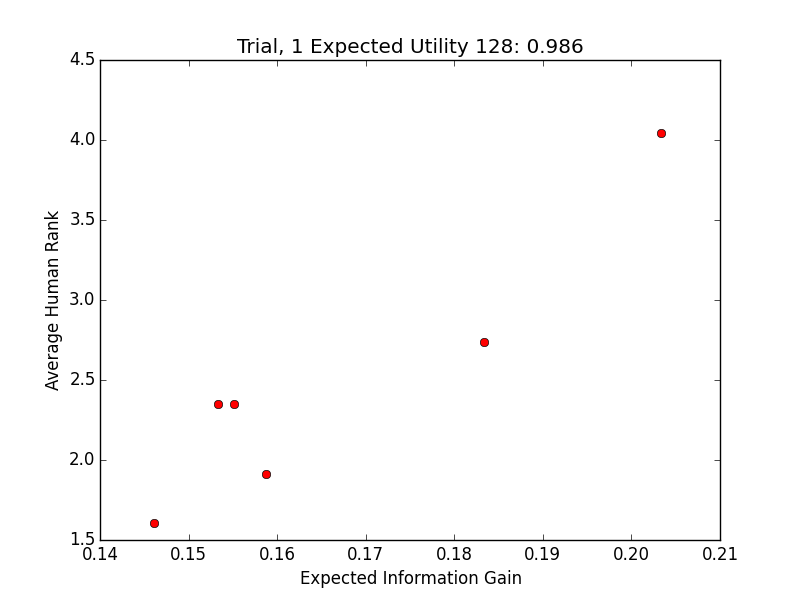 Trial, 1 Expected Utility 128: 0.986
4.5
4.0
3.5
3.0
2.5
2.0
1.5
Average Human Rank
0.14 0.15 0.16 0.17 0.18 0.19 0.20 0.21
Expected Information Gain